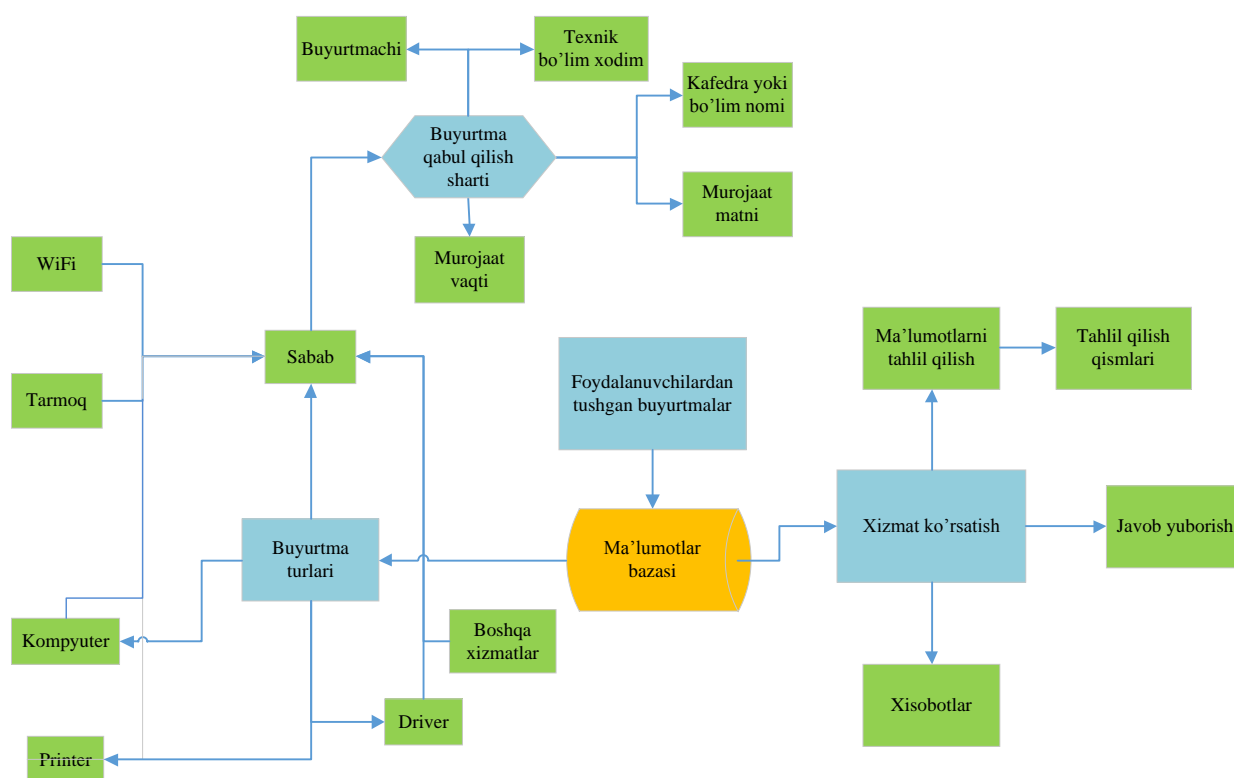 Buyurtmachi
Texnik
bo’lim xodim
Kafedra yoki
bo’lim nomi
Buyurtma
qabul qilish
sharti
Murojaat
matni
Murojaat
vaqti
WiFi
Sabab
Tarmoq
Foydalanuvchilardan
tushgan buyurtmalar
Ma’lumotlarni
tahlil qilish
Tahlil qilish
qismlari
Buyurtma
turlari
Ma’lumotlar
bazasi
Xizmat ko’rsatish
Javob yuborish
Kompyuter
Boshqa
xizmatlar
Driver
Xisobotlar
Printer